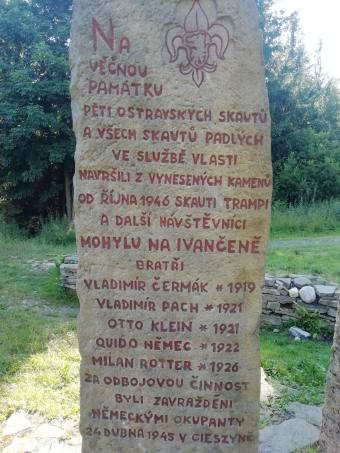 NA
VĚČNOU
PAMÁTKU
PĚTI OSTRAVSKÝCH SKAUTŮ
A VŠECH SKAUTŮ PADLÝCH
VE SLUŽBĚ VLASTI
NAVRŠILI Z VYNESENÝCH KAMENŮ
OD ŘÍJNA 1946 SKAUTI TRAMPI
A DALŠÍ NÁVŠTĚVNÍCI
MOHYLU NA IVANČENĚ
BRATŘI
VLADIMÍR ČERMÁK * 1919
VLADIMÍR PACH * 1921
OTTO KLEIN * 1921
QUIDO NĚMEC * 1922
MILAN ROTTER * 1926
ZA ODBOJOVOU ČINNOST
BYLI ZAVRAŽDĚNI
NĚMECKÝMI OKUPANTY
24 DUBNA 1945 V CIESZYNĚ